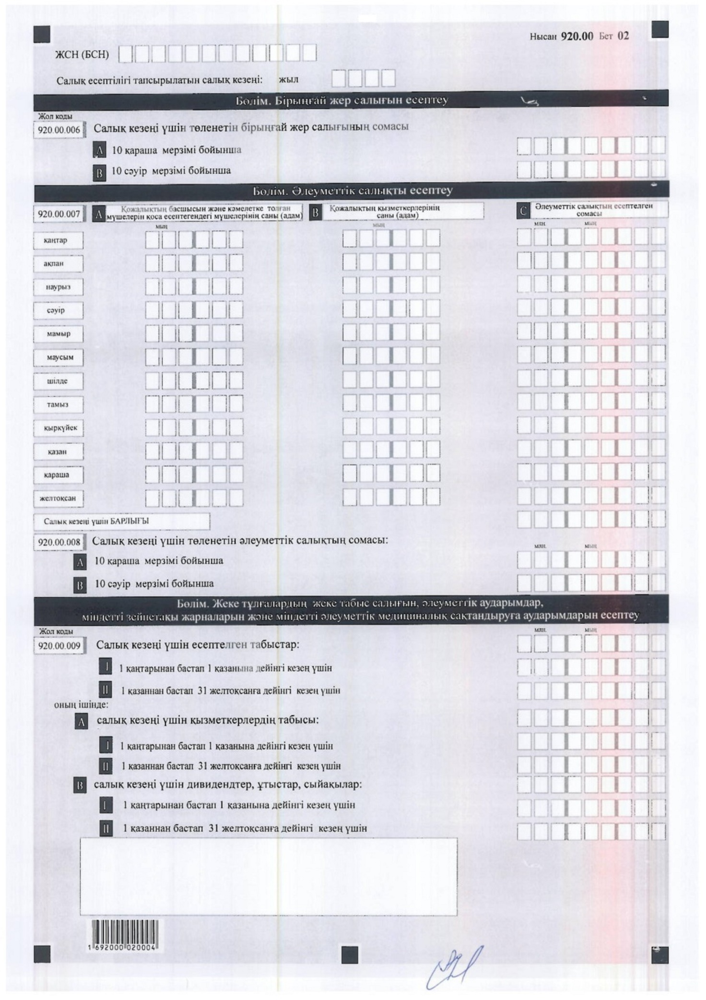 Нысан 920.00 Бет 02
ЖСН (БСН)
Салық есептілігі тапсырылатын салық кезеңі: жыл
Бөлім. Бірыңғай жер салығын есептеу
Жол коды
920.00.006 Салық кезеңі үшін төленетін бірыңғай жер салығының сомасы
A 10 қараша мерзімі бойынша
B 10 сәуір мерзімі бойынша
Бөлім. Әлеуметтік салықты есептеу
920.00.007 A Қожалықтың басшысын және кәмелетке толған B Қожалықтың қызметкерлерінің C Әлеуметтік салықтың есептелген
мүшелерін қоса есептегендегі мүшелерінің саны (адам) саны (адам) сомасы
мың мың млн. мың
қаңтар
ақпан
наурыз
сәуір
мамыр
маусым
шілде
тамыз
қыркүйек
қазан
қараша
желтоқсан
Салық кезеңі үшін БАРЛЫҒЫ
920.00.008 Салық кезеңі үшін төленетін әлеуметтік салықтың сомасы:
млн. мың
A 10 қараша мерзімі бойынша
B 10 сәуір мерзімі бойынша
Бөлім. Жеке тұлғалардың жеке табыс салығын, әлеуметтік аударымдар,
міндетті зейнетақы жарналарын және міндетті әлеуметтік медициналық сақтандыруға аударымдарын есептеу
Жол коды млн. мың
920.00.009 Салық кезеңі үшін есептелген табыстар:
I 1 қаңтарынан бастап 1 қазанына дейінгі кезең үшін
II 1 қазаннан бастап 31 желтоқсанға дейінгі кезең үшін
оның ішінде:
A салық кезеңі үшін қызметкерлердің табысы:
I 1 қаңтарынан бастап 1 қазанына дейінгі кезең үшін
II 1 қазаннан бастап 31 желтоқсанға дейінгі кезең үшін
B салық кезеңі үшін дивидендтер, ұтыстар, сыйақылар:
I 1 қаңтарынан бастап 1 қазанына дейінгі кезең үшін
II 1 қазаннан бастап 31 желтоқсанға дейінгі кезең үшін
1 692000 020004